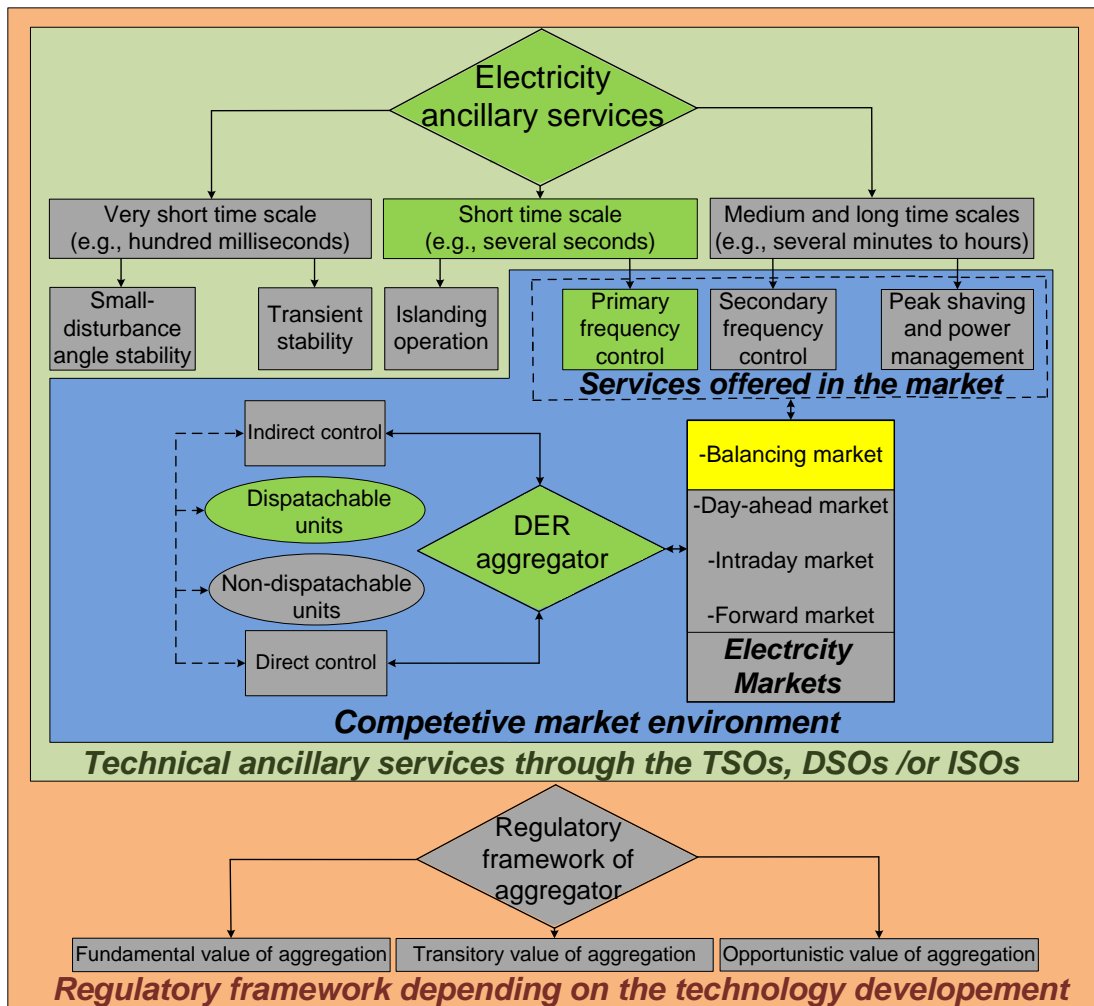 Electricity
ancillary services
Very short time scale
(e.g., hundred milliseconds)
Short time scale
(e.g., several seconds)
Medium and long time scales
(e.g., several minutes to hours)
Small-
disturbance
angle stability
Transient
stability
Islanding
operation
Primary
frequency
control
Secondary
frequency
control
Peak shaving
and power
management
Services offered in the market
Indirect control
Dispatachable
units
Non-dispatachable
units
Direct control
DER
aggregator
-Balancing market
-Day-ahead market
-Intraday market
-Forward market
Electrcity
Markets
Competetive market environment
Technical ancillary services through the TSOs, DSOs /or ISOs
Regulatory
framework of
aggregator
Fundamental value of aggregation
Transitory value of aggregation
Opportunistic value of aggregation
Regulatory framework depending on the technology developement